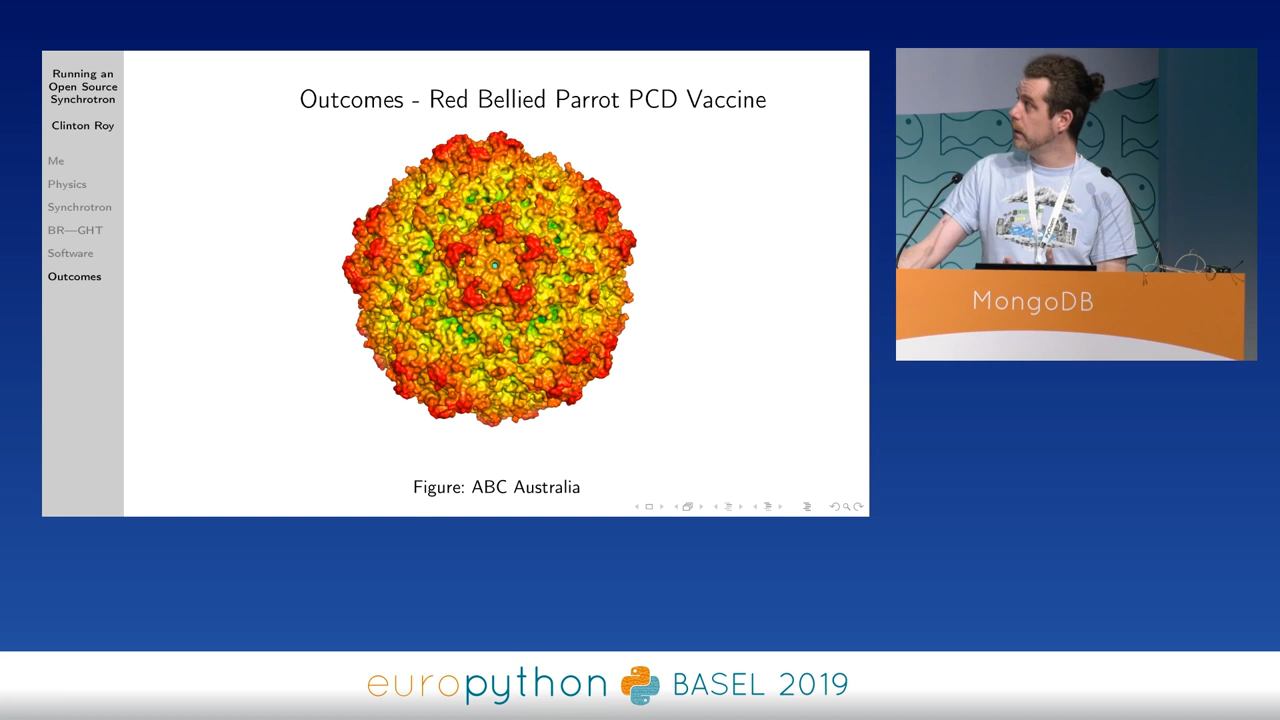 Running an
Open Source
Synchrotron
Clinton Roy
Me
Physics
Synchrotron
BR—GHT
Software
Outcomes
Outcomes - Red Bellied Parrot PCD Vaccine
Figure: ABC Australia
MongoDB
europython BASEL 2019